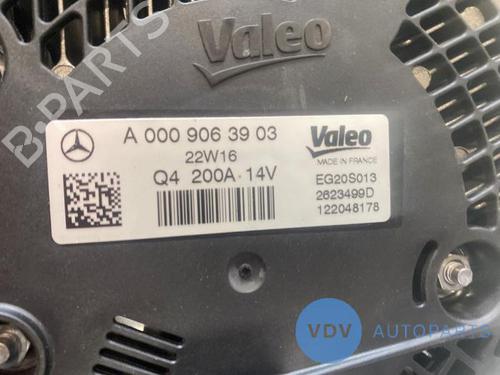 Valeo
B-PARTS
A 000 906 39 03
22W16
Q4 200A·14V
Valeo
MADE IN FRANCE
EG20S013
2623499D
122048178
VDV AUTOPARTS